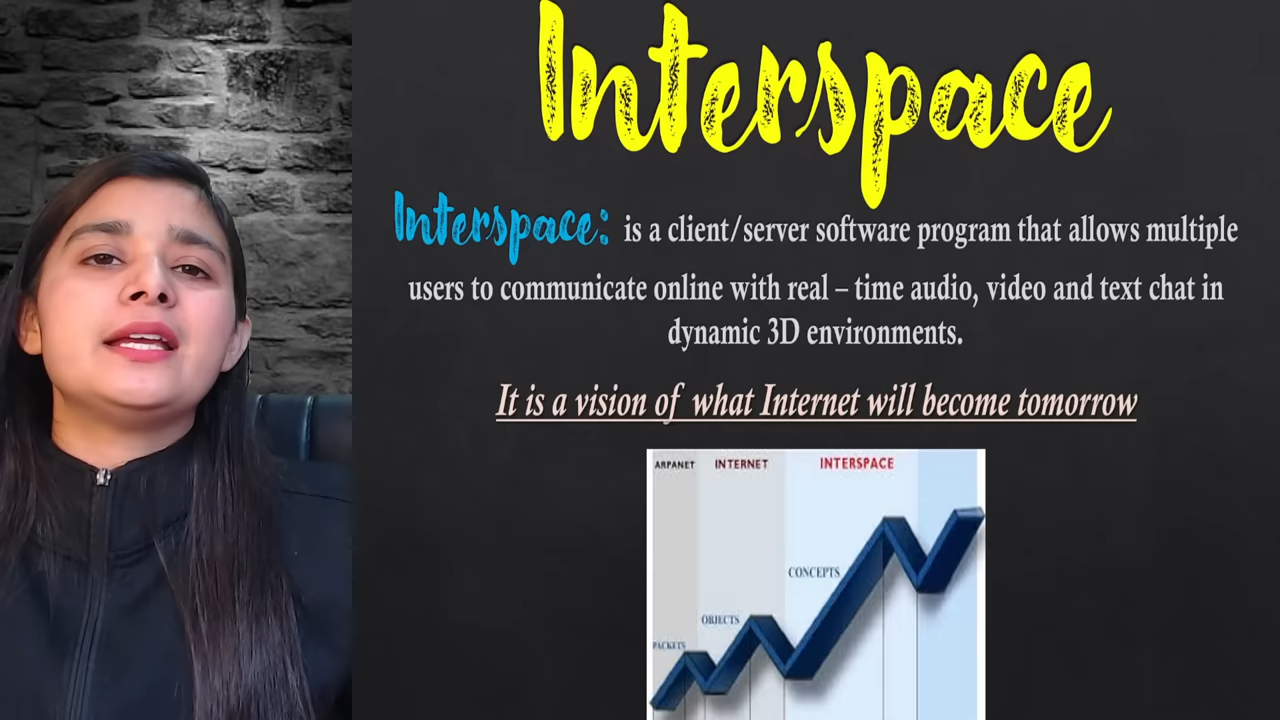 Interspace
Interspace: is a client/server software program that allows multiple
users to communicate online with real – time audio, video and text chat in
dynamic 3D environments.
It is a vision of what Internet will become tomorrow
ARPANET INTERNET INTERSPACE
CONCEPTS
OBJECTS
PACKETS